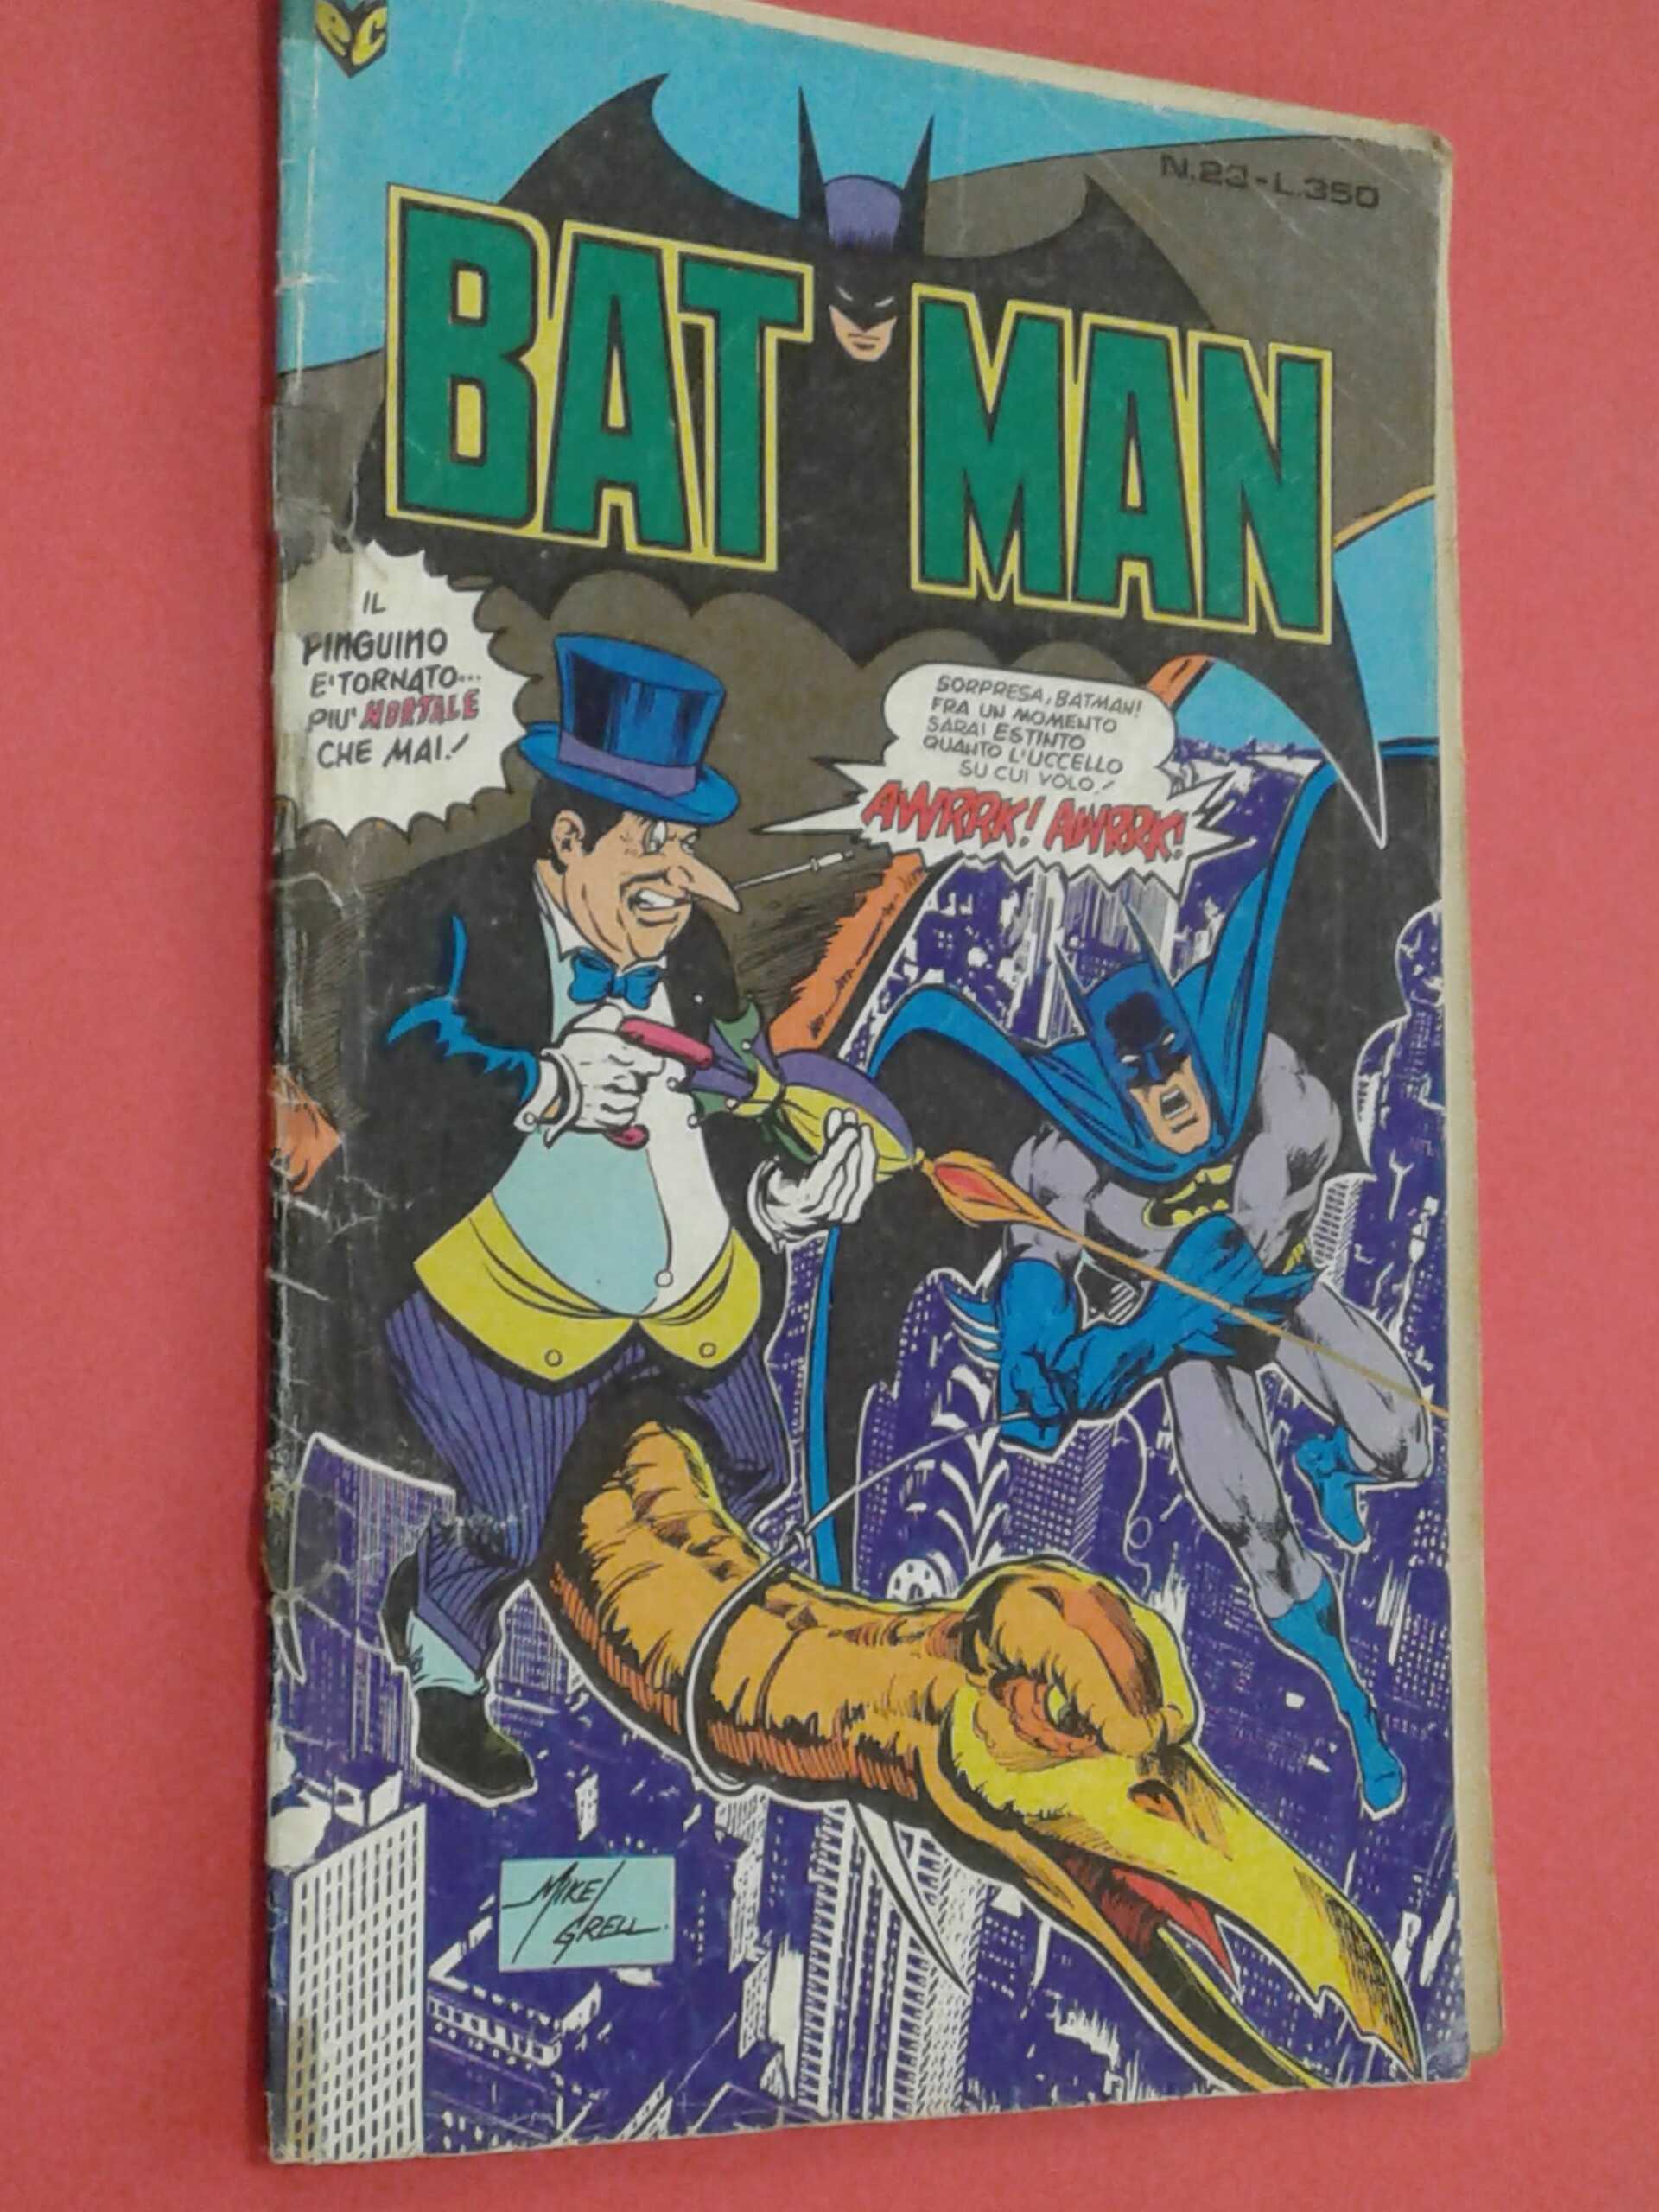 ec
N.23-L.350
BATMAN
IL
PINGUINO
E' TORNATO...
PIU' MORTALE
CHE MAI!
SORPRESA, BATMAN!
FRA UN MOMENTO
SARAI ESTINTO
QUANTO L'UCCELLO
SU CUI VOLO!
AWRRK! AWRRK!
MIKE
GRELL